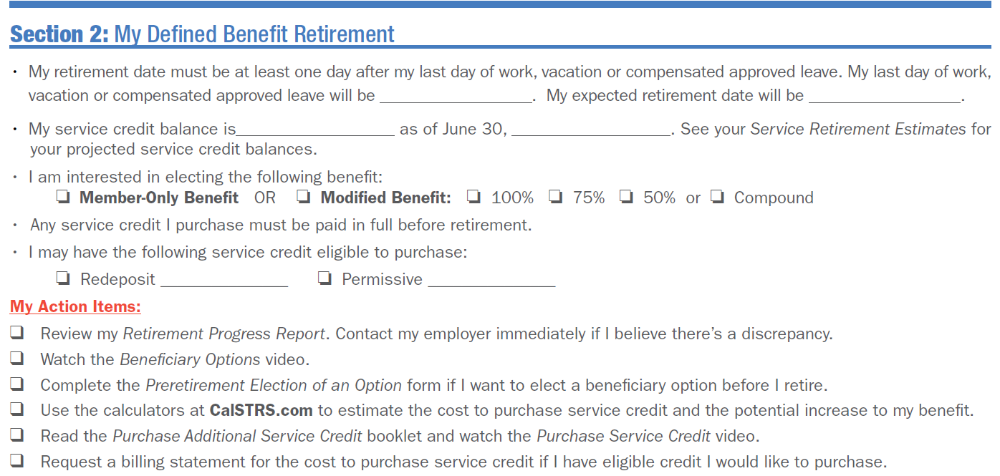 Section 2: My Defined Benefit Retirement
· My retirement date must be at least one day after my last day of work, vacation or compensated approved leave. My last day of work,
vacation or compensated approved leave will be ________________. My expected retirement date will be ________________.
· My service credit balance is_________________ as of June 30, _________________. See your Service Retirement Estimates for
your projected service credit balances.
· I am interested in electing the following benefit:
❏ Member-Only Benefit OR ❏ Modified Benefit: ❏ 100% ❏ 75% ❏ 50% or ❏ Compound
· Any service credit I purchase must be paid in full before retirement.
· I may have the following service credit eligible to purchase:
❏ Redeposit ______________ ❏ Permissive ______________
My Action Items:
❏ Review my Retirement Progress Report. Contact my employer immediately if I believe there’s a discrepancy.
❏ Watch the Beneficiary Options video.
❏ Complete the Preretirement Election of an Option form if I want to elect a beneficiary option before I retire.
❏ Use the calculators at CalSTRS.com to estimate the cost to purchase service credit and the potential increase to my benefit.
❏ Read the Purchase Additional Service Credit booklet and watch the Purchase Service Credit video.
❏ Request a billing statement for the cost to purchase service credit if I have eligible credit I would like to purchase.